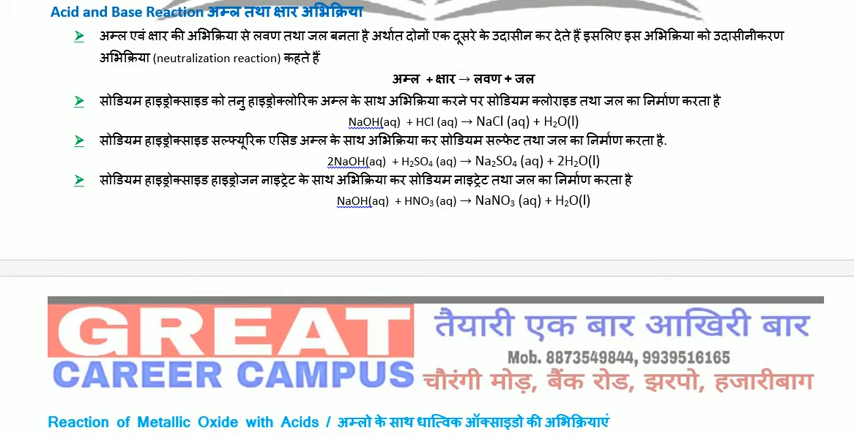 Acid and Base Reaction अम्ल तथा क्षार अभिक्रिया
➢ अम्ल एवं क्षार की अभिक्रिया से लवण तथा जल बनता है अर्थात दोनों एक दूसरे के उदासीन कर देते हैं इसलिए इस अभिक्रिया को उदासीनीकरण
अभिक्रिया (neutralization reaction) कहते हैं
अम्ल + क्षार → लवण + जल
➢ सोडियम हाइड्रोक्साइड को तनु हाइड्रोक्लोरिक अम्ल के साथ अभिक्रिया करने पर सोडियम क्लोराइड तथा जल का निर्माण करता है
NaOH(aq) + HCl (aq) → NaCl (aq) + H₂O(l)
➢ सोडियम हाइड्रोक्साइड सल्फ्यूरिक एसिड अम्ल के साथ अभिक्रिया कर सोडियम सल्फेट तथा जल का निर्माण करता है.
2NaOH(aq) + H₂SO₄ (aq) → Na₂SO₄ (aq) + 2H₂O(l)
➢ सोडियम हाइड्रोक्साइड हाइड्रोजन नाइट्रेट के साथ अभिक्रिया कर सोडियम नाइट्रेट तथा जल का निर्माण करता है
NaOH(aq) + HNO₃ (aq) → NaNO₃ (aq) + H₂O(l)
GREAT
CAREER CAMPUS
तैयारी एक बार आखिरी बार
Mob. 8873549844, 9939516165
चौरंगी मोड़, बैंक रोड, झरपो, हजारीबाग
Reaction of Metallic Oxide with Acids / अम्लो के साथ धात्विक ऑक्साइडो की अभिक्रियाएं